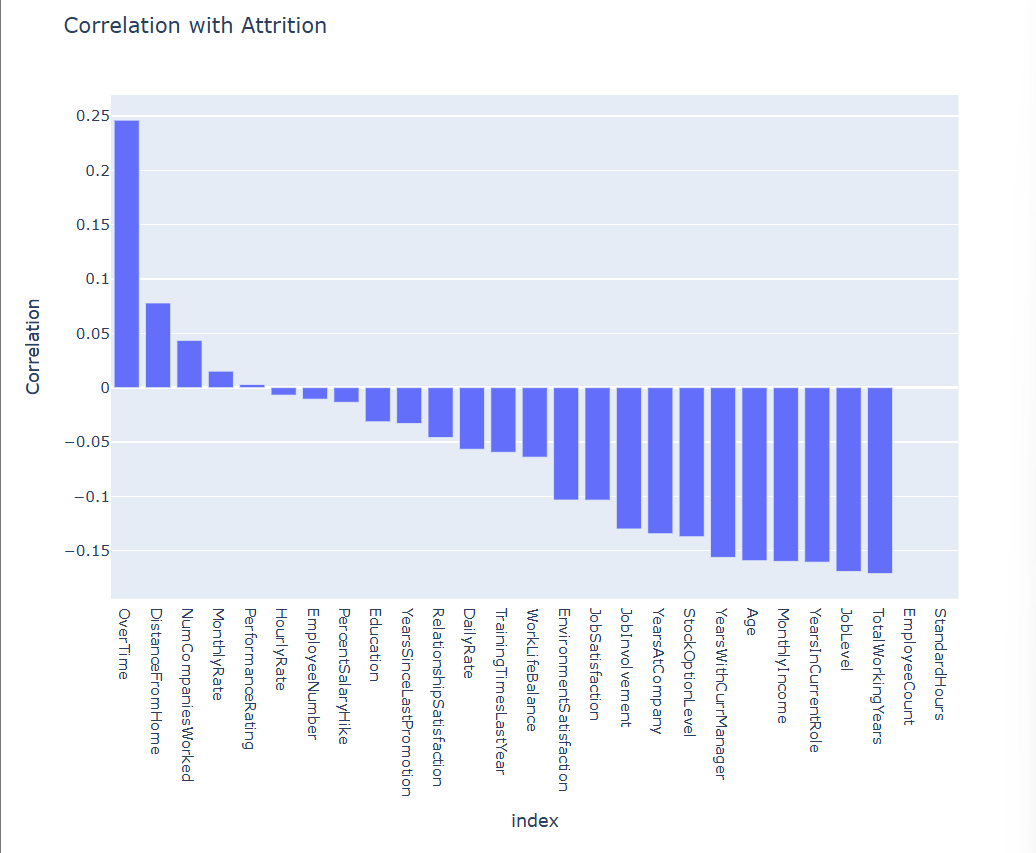 Correlation with Attrition
Correlation
0.25
0.2
0.15
0.1
0.05
0
−0.05
−0.1
−0.15
OverTime
DistanceFromHome
NumCompaniesWorked
MonthlyRate
PerformanceRating
HourlyRate
EmployeeNumber
PercentSalaryHike
Education
YearsSinceLastPromotion
RelationshipSatisfaction
DailyRate
TrainingTimesLastYear
WorkLifeBalance
EnvironmentSatisfaction
JobSatisfaction
JobInvolvement
YearsAtCompany
StockOptionLevel
YearsWithCurrManager
Age
MonthlyIncome
YearsInCurrentRole
JobLevel
TotalWorkingYears
EmployeeCount
StandardHours
index